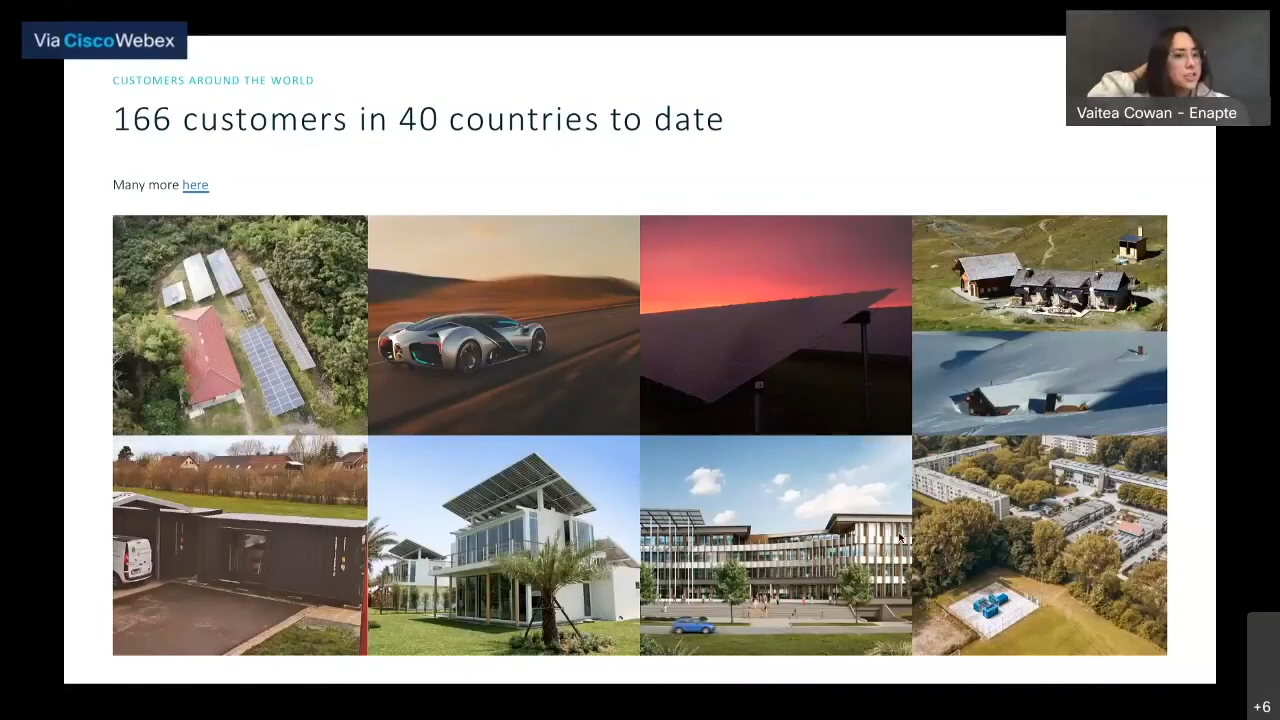 Via CiscoWebex
CUSTOMERS AROUND THE WORLD
166 customers in 40 countries to date
Vaitea Cowan - Enapte
Many more here
+6